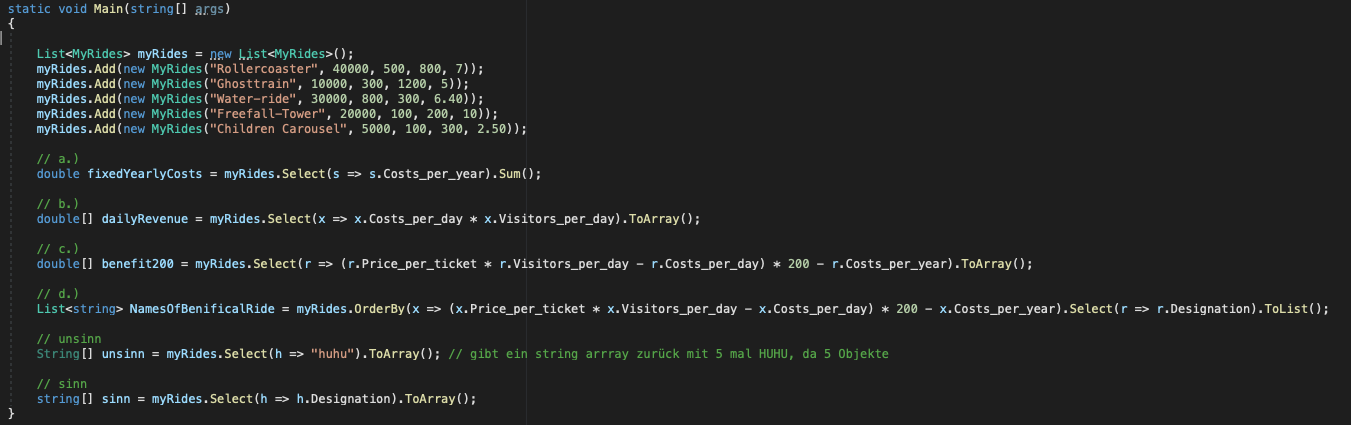 static void Main(string[] args)
{
List<MyRides> myRides = new List<MyRides>();
myRides.Add(new MyRides("Rollercoaster", 40000, 500, 800, 7));
myRides.Add(new MyRides("Ghosttrain", 10000, 300, 1200, 5));
myRides.Add(new MyRides("Water-ride", 30000, 800, 300, 6.40));
myRides.Add(new MyRides("Freefall-Tower", 20000, 100, 200, 10));
myRides.Add(new MyRides("Children Carousel", 5000, 100, 300, 2.50));
// a.)
double fixedYearlyCosts = myRides.Select(s => s.Costs_per_year).Sum();
// b.)
double[] dailyRevenue = myRides.Select(x => x.Costs_per_day * x.Visitors_per_day).ToArray();
// c.)
double[] benefit200 = myRides.Select(r => (r.Price_per_ticket * r.Visitors_per_day - r.Costs_per_day) * 200 - r.Costs_per_year).ToArray();
// d.)
List<string> NamesOfBenificalRide = myRides.OrderBy(x => (x.Price_per_ticket * x.Visitors_per_day - x.Costs_per_day) * 200 - x.Costs_per_year).Select(r => r.Designation).ToList();
// unsinn
String[] unsinn = myRides.Select(h => "huhu").ToArray(); // gibt ein string arrray zurück mit 5 mal HUHU, da 5 Objekte
// sinn
string[] sinn = myRides.Select(h => h.Designation).ToArray();
}